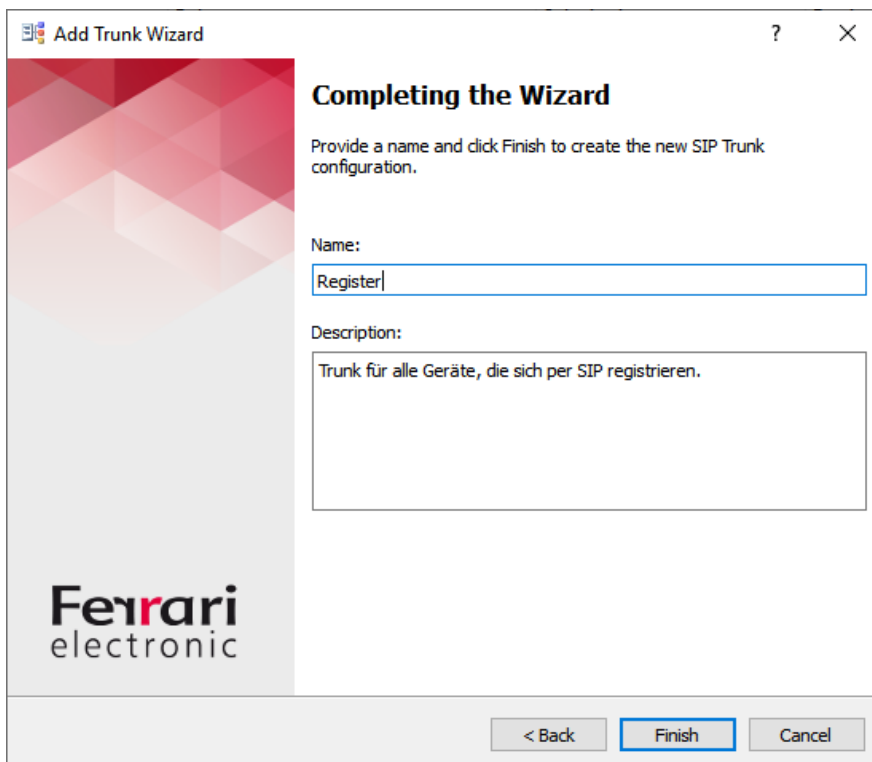 Add Trunk Wizard
?
Completing the Wizard
Provide a name and click Finish to create the new SIP Trunk
configuration.
Name:
Register
Description:
Trunk für alle Geräte, die sich per SIP registrieren.
Ferrari
electronic
< Back
Finish
Cancel